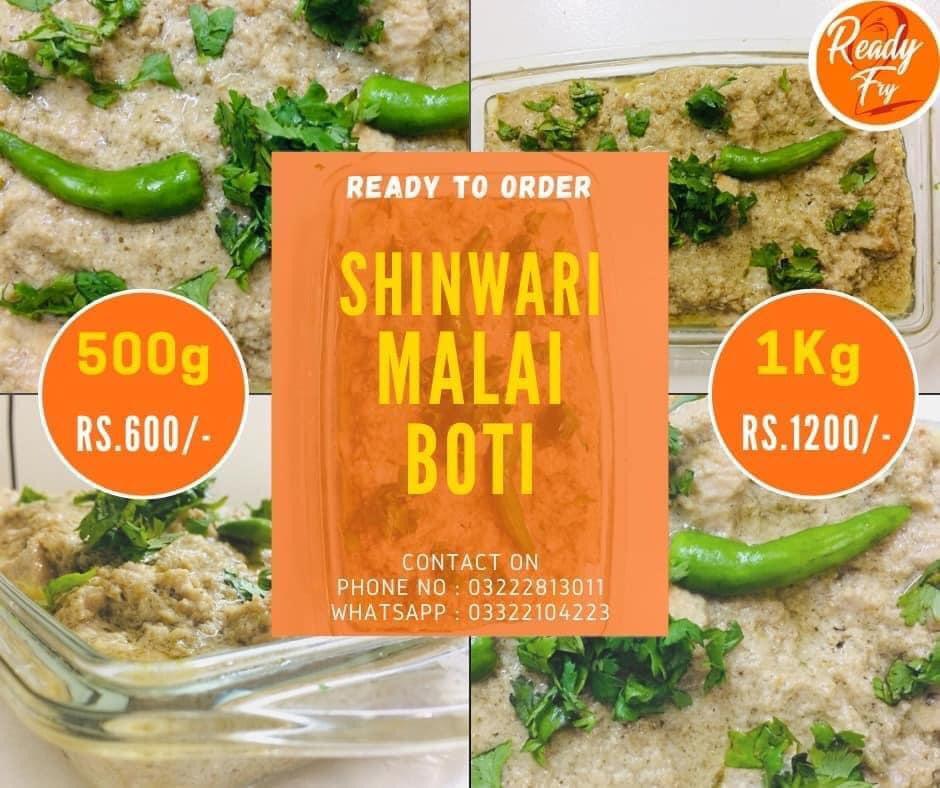 Ready
2
Fry
READY TO ORDER
SHINWARI
MALAI
BOTI
500g
RS.600/-
1Kg
RS.1200/-
CONTACT ON
PHONE NO : 03222813011
WHATSAPP : 03322104223